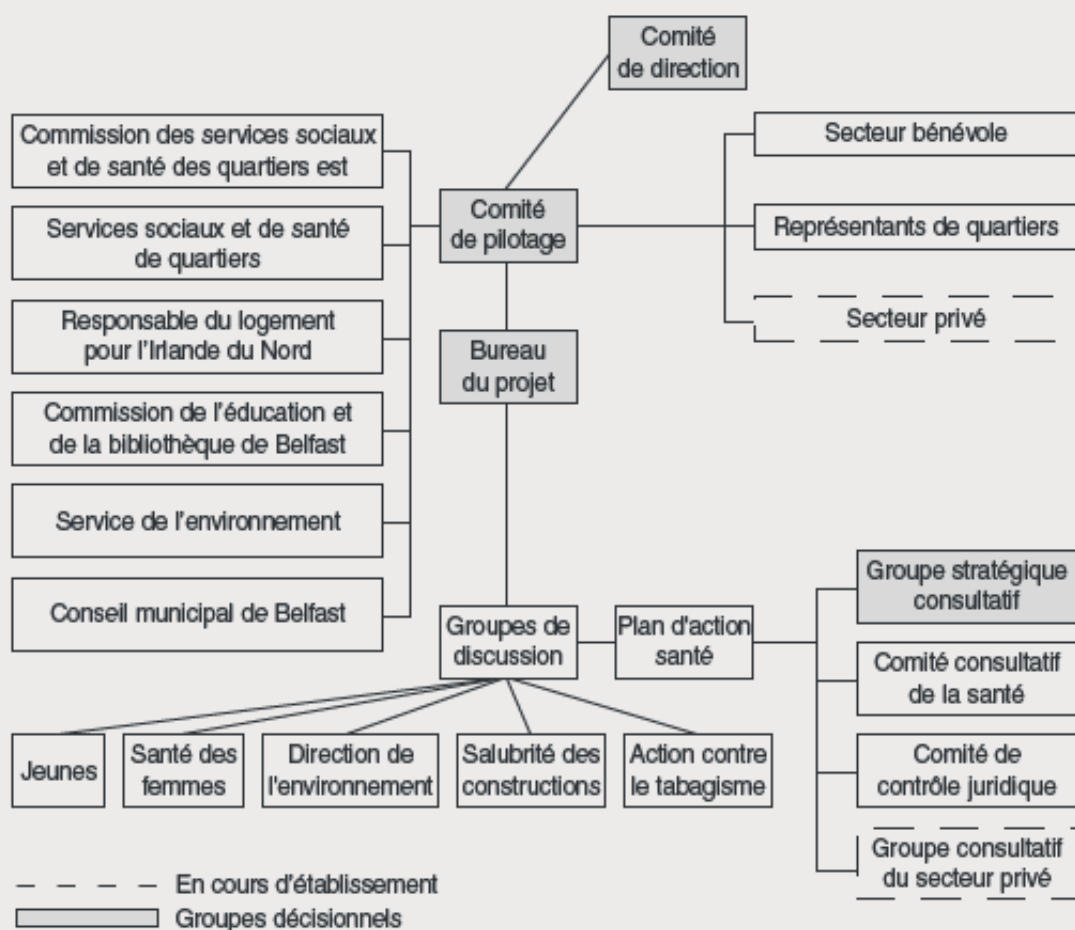 Comité
de direction
Commission des services sociaux
et de santé des quartiers est
Services sociaux et de santé
de quartiers
Responsable du logement
pour l'Irlande du Nord
Commission de l'éducation et
de la bibliothèque de Belfast
Service de l'environnement
Conseil municipal de Belfast
Comité
de pilotage
Bureau
du projet
Secteur bénévole
Représentants de quartiers
Secteur privé
Groupes de
discussion
Plan d'action
santé
Groupe stratégique
consultatif
Comité consultatif
de la santé
Comité de
contrôle juridique
Groupe consultatif
du secteur privé
Jeunes
Santé des
femmes
Direction de
l'environnement
Salubrité des
constructions
Action contre
le tabagisme
En cours d'établissement
Groupes décisionnels